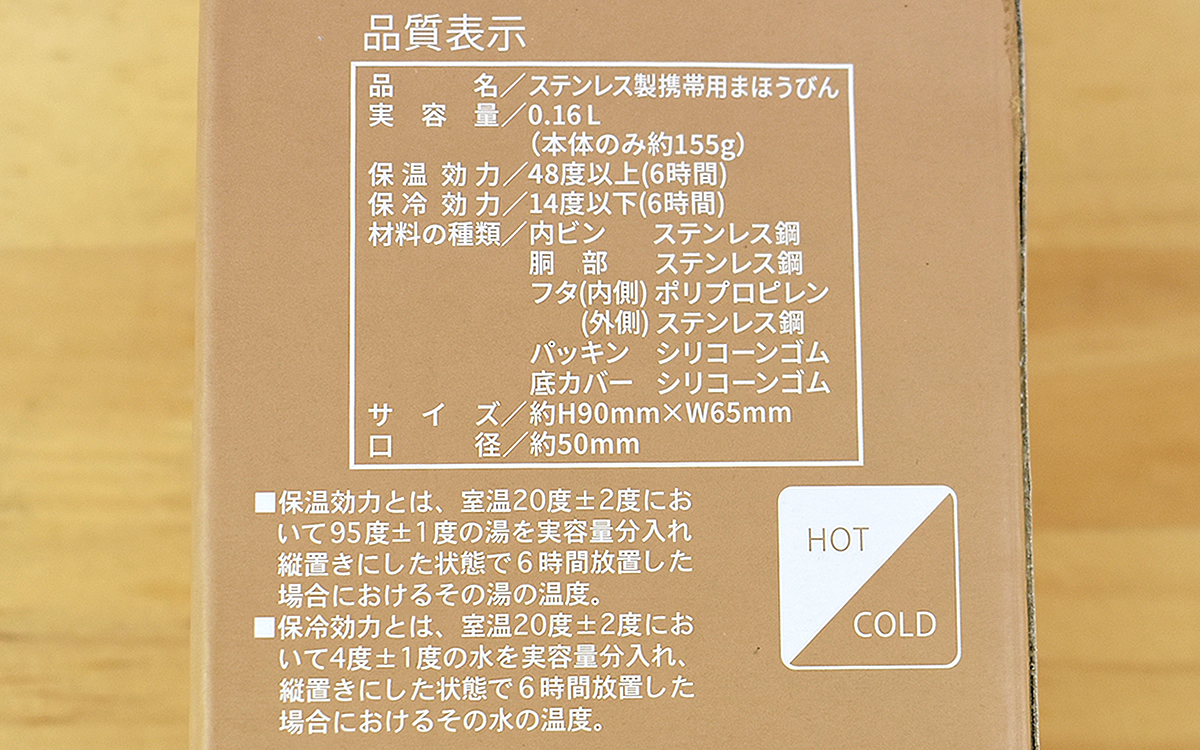 品質表示
品名／ステンレス製携帯用まほうびん
実容量／0.16L
（本体のみ約155g）
保温効力／48度以上(6時間)
保冷効力／14度以下(6時間)
材料の種類／内ビン ステンレス鋼
胴部 ステンレス鋼
フタ(内側) ポリプロピレン
(外側) ステンレス鋼
パッキン シリコーンゴム
底カバー シリコーンゴム
サイズ／約H90mm×W65mm
口径／約50mm
■保温効力とは、室温20度±2度にお
いて95度±1度の湯を実容量分入れ
縦置きにした状態で6時間放置した
場合におけるその湯の温度。
■保冷効力とは、室温20度±2度にお
いて4度±1度の水を実容量分入れ、
縦置きにした状態で6時間放置した
場合におけるその水の温度。
HOT
COLD